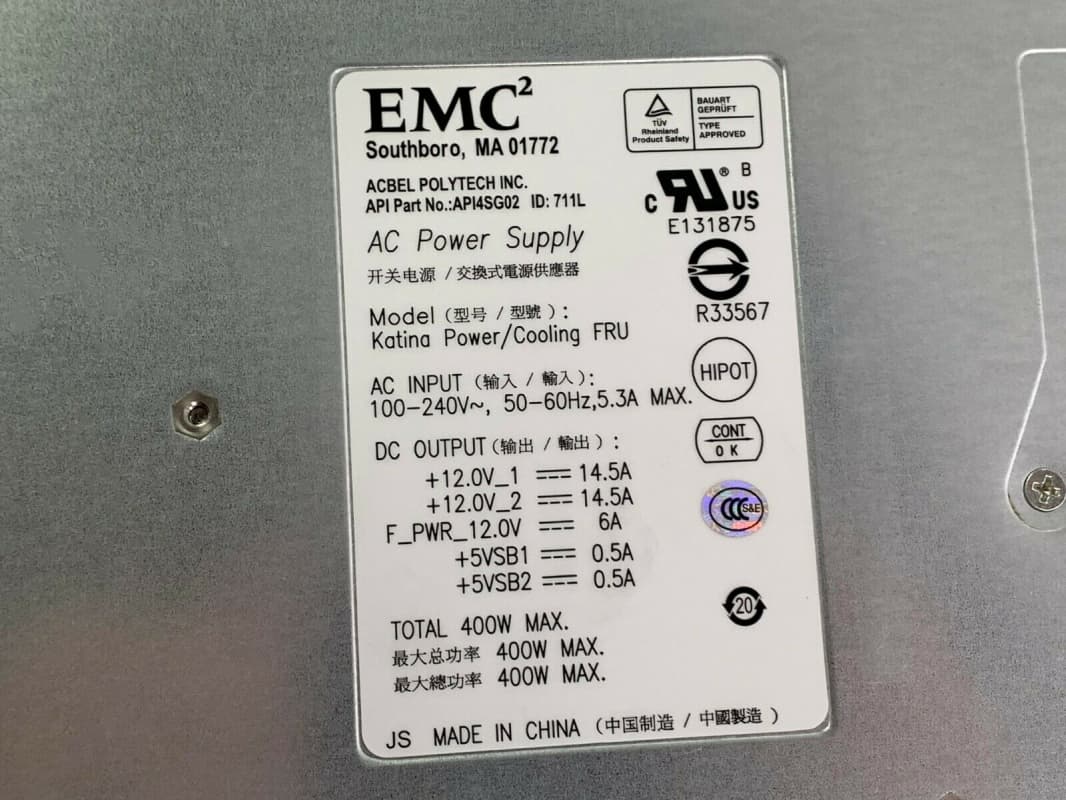 EMC²
Southboro, MA 01772
ACBEL POLYTECH INC.
API Part No.:API4SG02 ID: 711L
AC Power Supply
开关电源 / 交換式電源供應器
Model (型号 / 型號):
Katina Power/Cooling FRU
AC INPUT (输入 / 輸入):
100-240V~, 50-60Hz,5.3A MAX.
DC OUTPUT(输出 / 輸出):
+12.0V_1 ⎓ 14.5A
+12.0V_2 ⎓ 14.5A
F_PWR_12.0V ⎓ 6A
+5VSB1 ⎓ 0.5A
+5VSB2 ⎓ 0.5A
TOTAL 400W MAX.
最大总功率 400W MAX.
最大總功率 400W MAX.
JS MADE IN CHINA (中国制造 / 中國製造)
TÜV
Rheinland
Product Safety
BAUART
GEPRÜFT
TYPE
APPROVED
C RU US
® B
E131875
R33567
HIPOT
CONT
OK
CCC S&E
20